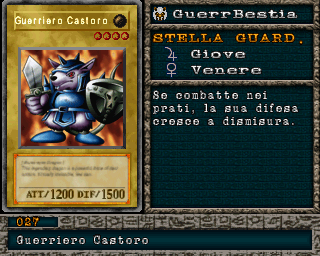 Guerriero Castoro
ATT/1200 DIF/1500
GuerrBestia
STELLA GUARD.
Giove
Venere
Se combatte nei
prati, la sua difesa
cresce a dismisura.
027
Guerriero Castoro